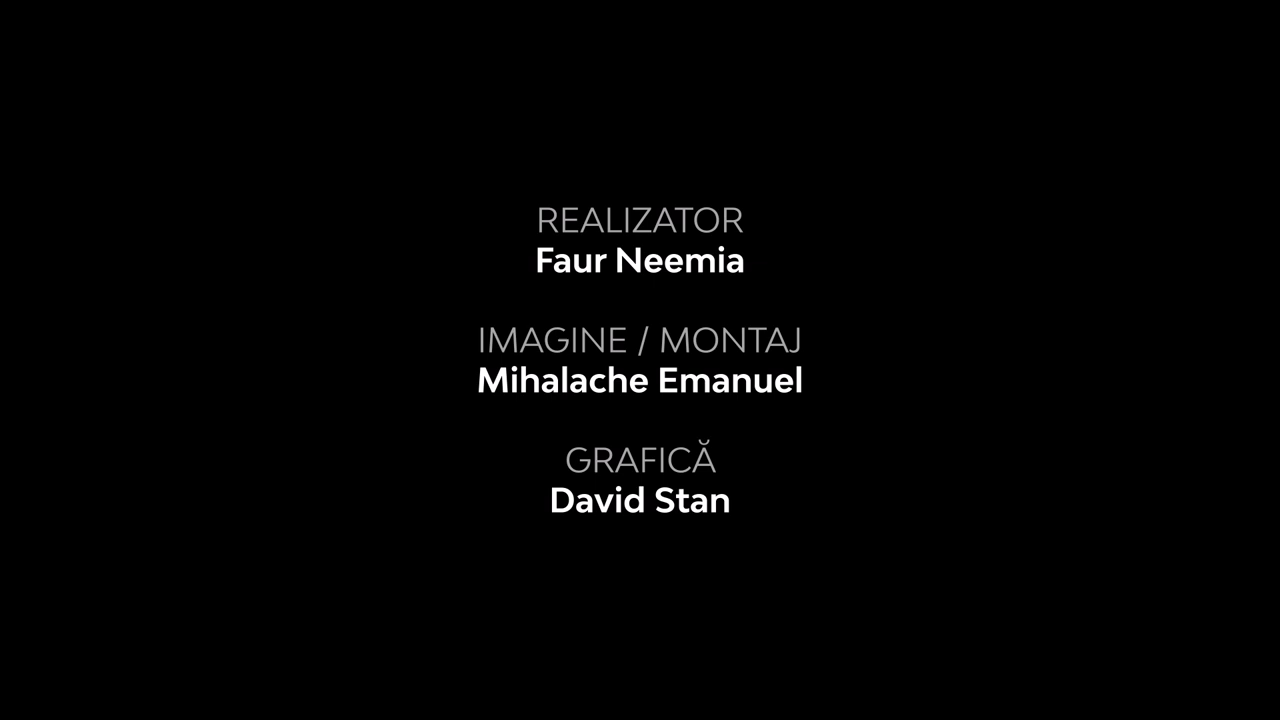 REALIZATOR
Faur Neemia
IMAGINE / MONTAJ
Mihalache Emanuel
GRAFICĂ
David Stan